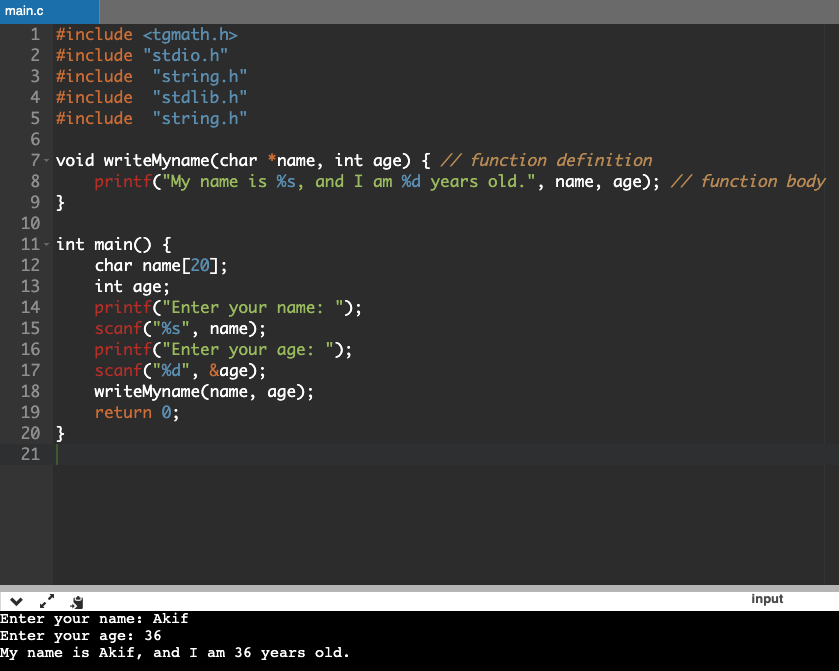 main.c
1 #include <tgmath.h>
2 #include "stdio.h"
3 #include  "string.h"
4 #include  "stdlib.h"
5 #include  "string.h"
6
7 void writeMyname(char *name, int age) { // function definition
8     printf("My name is %s, and I am %d years old.", name, age); // function body
9 }
10
11 int main() {
12     char name[20];
13     int age;
14     printf("Enter your name: ");
15     scanf("%s", name);
16     printf("Enter your age: ");
17     scanf("%d", &age);
18     writeMyname(name, age);
19     return 0;
20 }
21
input
Enter your name: Akif
Enter your age: 36
My name is Akif, and I am 36 years old.